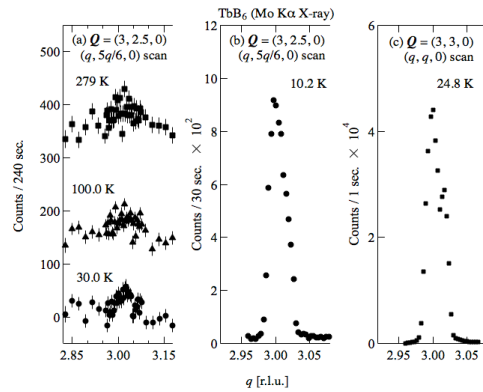 TbB₆ (Mo Kα X-ray)
(a) Q = (3, 2.5, 0)
(q, 5q/6, 0) scan
279 K
100.0 K
30.0 K
Counts / 240 sec.
500
400
300
200
100
0
2.85
3.00
3.15
(b) Q = (3, 2.5, 0)
(q, 5q/6, 0) scan
10.2 K
Counts / 30 sec. × 10²
12
10
8
6
4
2
0
2.95
3.00
3.05
q [r.l.u.]
(c) Q = (3, 3, 0)
(q, q, 0) scan
24.8 K
Counts / 1 sec. × 10⁴
6
4
2
0
2.95
3.00
3.05